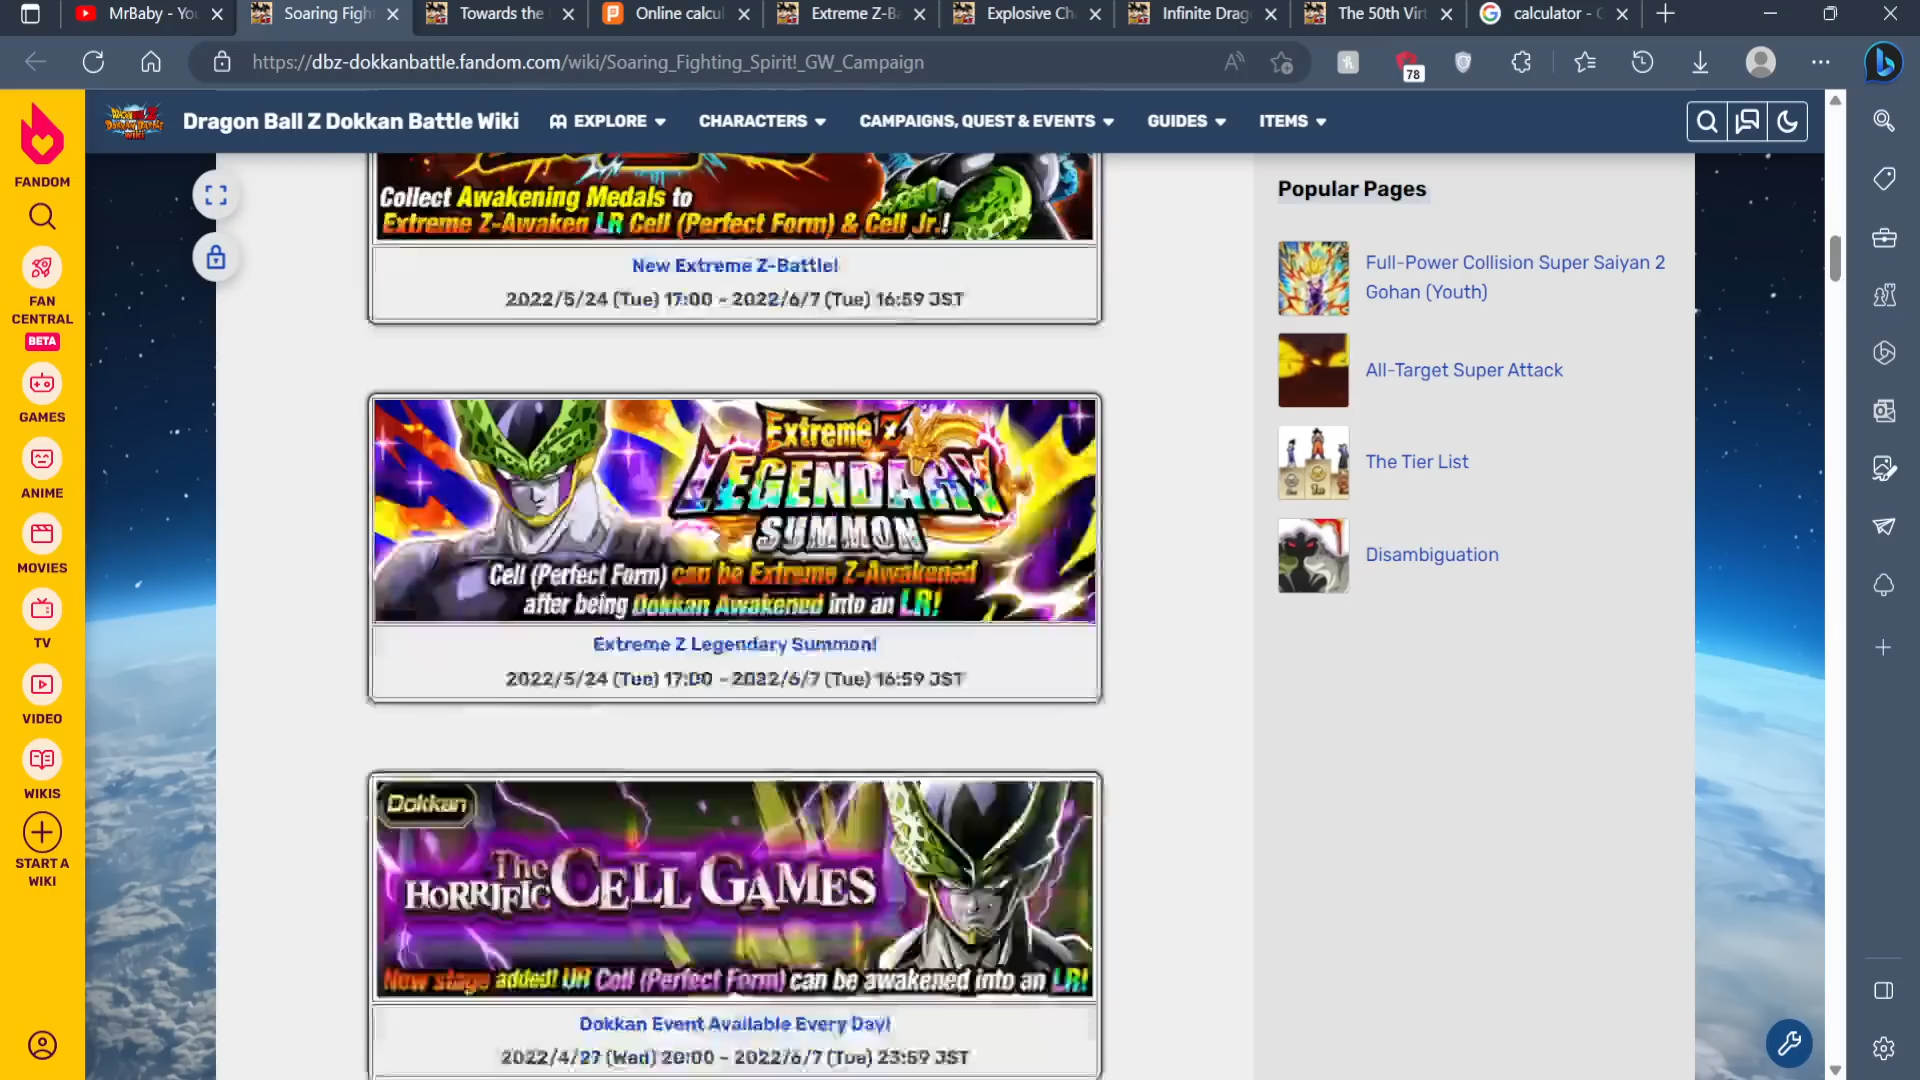 MrBaby - You
Soaring Figh
Towards the
Online calcu
Extreme Z-Ba
Explosive Ch
Infinite Drag
The 50th Virt
calculator - G
https://dbz-dokkanbattle.fandom.com/wiki/Soaring_Fighting_Spirit!_GW_Campaign
78
Dragon Ball Z Dokkan Battle Wiki
EXPLORE
CHARACTERS
CAMPAIGNS, QUEST & EVENTS
GUIDES
ITEMS
FANDOM
FAN
CENTRAL
BETA
GAMES
ANIME
MOVIES
TV
VIDEO
WIKIS
START A
WIKI
Collect Awakening Medals to
Extreme Z-Awaken LR Cell (Perfect Form) & Cell Jr.!
New Extreme Z-Battle!
2022/5/24 (Tue) 17:00 - 2022/6/7 (Tue) 16:59 JST
Extreme Z
LEGENDARY
SUMMON
Cell (Perfect Form) can be Extreme Z-Awakened
after being Dokkan Awakened into an LR!
Extreme Z Legendary Summon!
2022/5/24 (Tue) 17:00 - 2022/6/7 (Tue) 16:59 JST
Dokkan
The
HORRIFIC CELL GAMES
New stage added! UR Cell (Perfect Form) can be awakened into an LR!
Dokkan Event Available Every Day!
2022/4/27 (Wed) 20:00 - 2022/6/7 (Tue) 23:59 JST
Popular Pages
Full-Power Collision Super Saiyan 2
Gohan (Youth)
All-Target Super Attack
The Tier List
Disambiguation